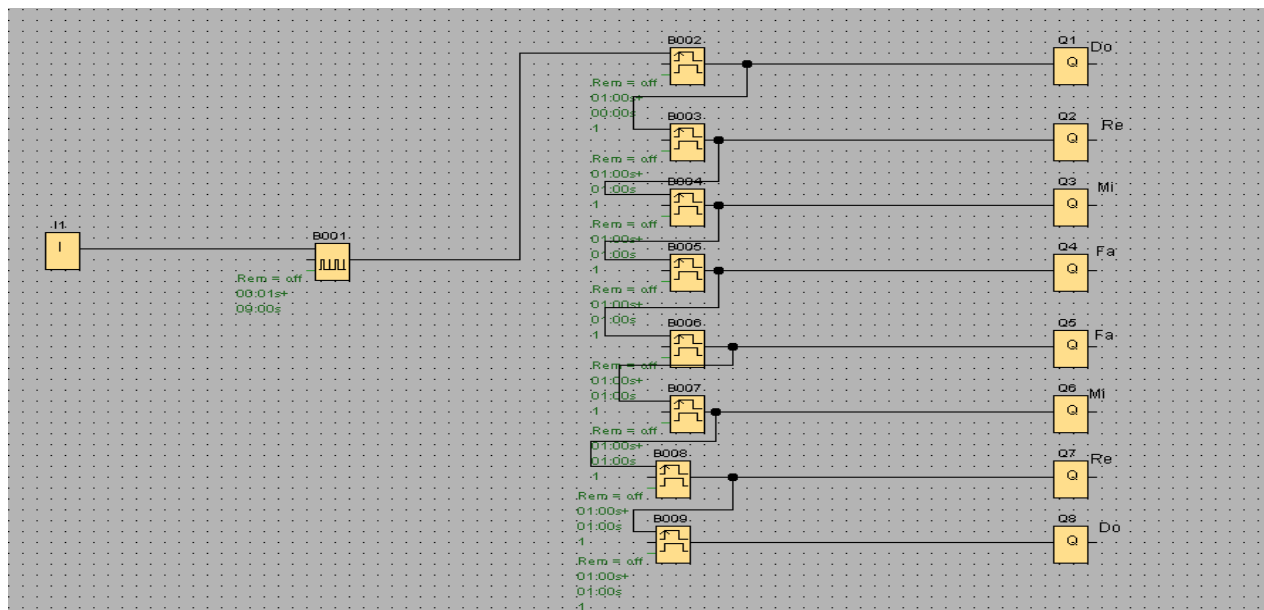 B002
Q1 Do
Q
Rem = off
01:00s+
00:00s
1
B003
Q2 Re
Q
Rem = off
01:00s+
01:00s
1
B004
Q3 Mi
Q
Rem = off
01:00s+
01:00s
1
I1
I
B001
Rem = off
00:01s+
09:00s
B005
Q4 Fa
Q
Rem = off
01:00s+
01:00s
1
B006
Q5 Fa
Q
Rem = off
01:00s+
01:00s
1
B007
Q6 Mi
Q
Rem = off
01:00s+
01:00s
1
B008
Q7 Re
Q
Rem = off
01:00s+
01:00s
1
B009
Q8 Do
Q
Rem = off
01:00s+
01:00s
1